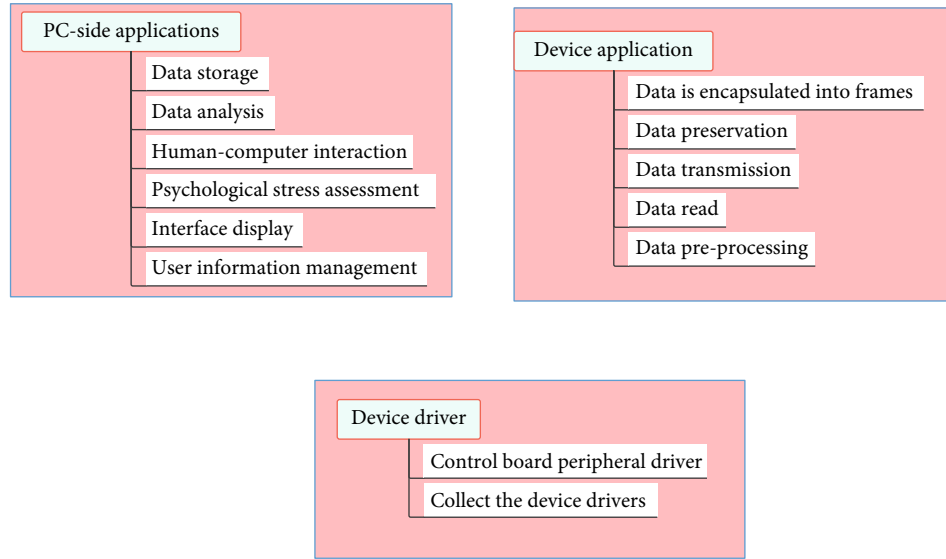 PC-side applications
Data storage
Data analysis
Human-computer interaction
Psychological stress assessment
Interface display
User information management
Device application
Data is encapsulated into frames
Data preservation
Data transmission
Data read
Data pre-processing
Device driver
Control board peripheral driver
Collect the device drivers